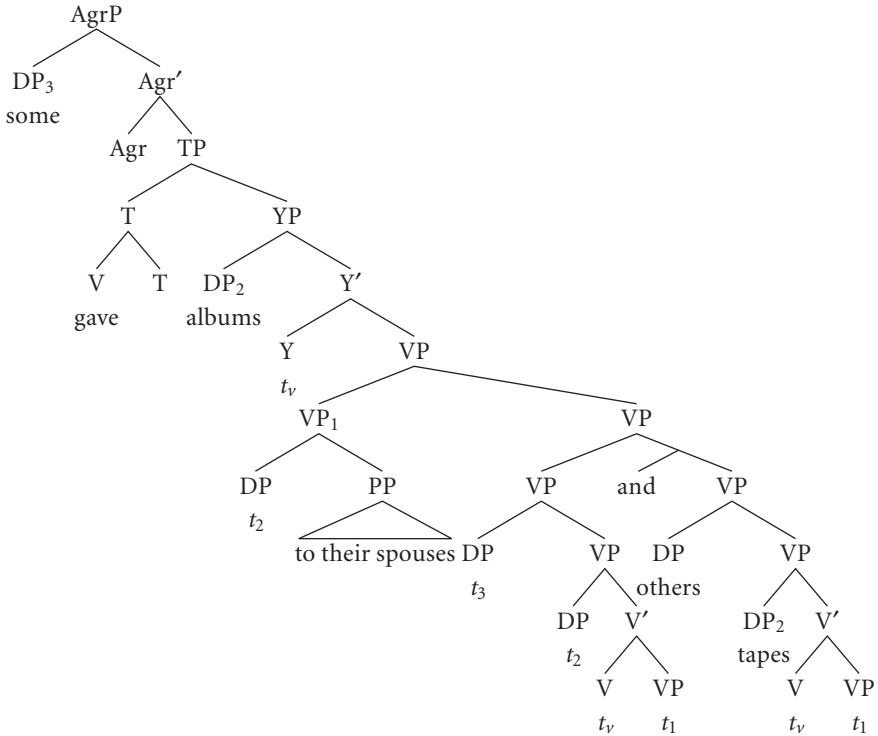 AgrP
DP₃ Agr′
some
Agr TP
T YP
V T DP₂ Y′
gave albums
Y VP
tᵥ
VP₁ VP
DP PP VP and VP
t₂
to their spouses DP VP DP VP
t₃ others
DP V′ DP₂ V′
t₂ tapes
V VP V VP
tᵥ t₁ tᵥ t₁